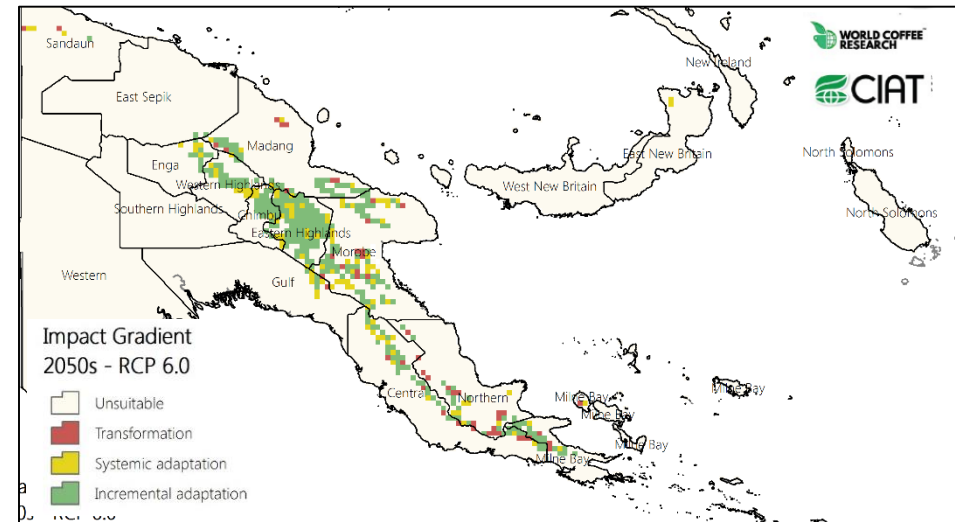 Sandaun
WORLD COFFEE™
RESEARCH
New Ireland
CIAT
East Sepik
Madang
Enga
East New Britain
North Solomons
Western Highlands
West New Britain
Southern Highlands
Chimbu
North Solomons
Eastern Highlands
Morobe
Western
Gulf
Impact Gradient
2050s - RCP 6.0
Central
Northern
Milne Bay
Milne Bay
Milne Bay
Milne Bay
Milne Bay
Unsuitable
Transformation
Systemic adaptation
Incremental adaptation